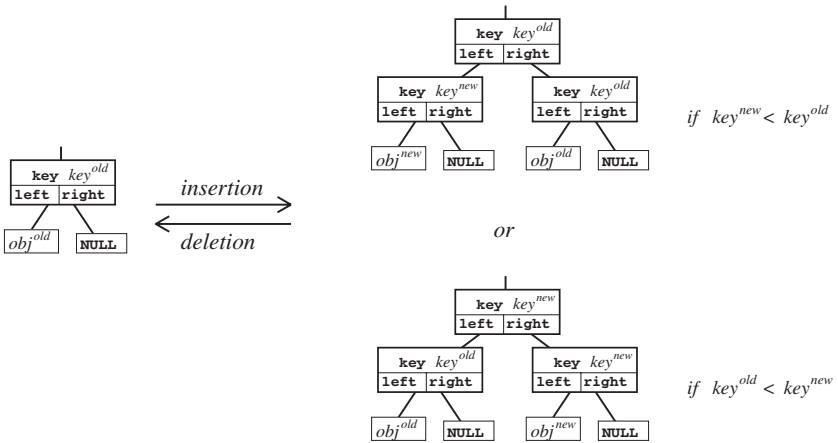 key key^old
left right
key key^new
left right
key key^old
left right
obj^new NULL
obj^old NULL
if key^new < key^old
key key^old
left right
obj^old NULL
insertion
deletion
or
key key^new
left right
key key^old
left right
key key^new
left right
obj^old NULL
obj^new NULL
if key^old < key^new